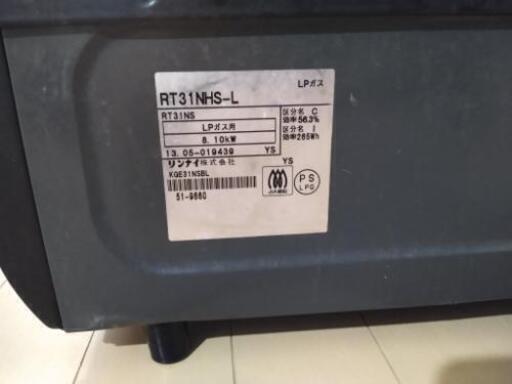 LPガス
RT31NHS-L
RT31NS
LPガス用
8.10kW
区分名 C
効率56.3%
区分名 I
効率265Wh
13.05-019439 YS
リンナイ株式会社
YS
KGE31NSBL
51-9660
PS
LPG